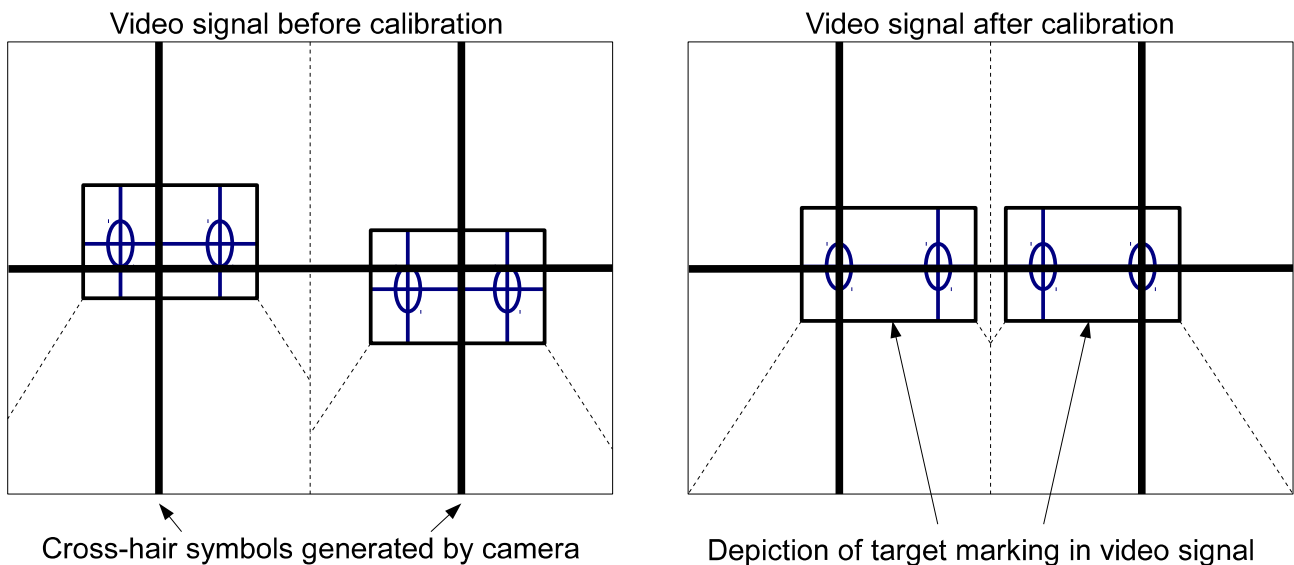 Video signal before calibration
Video signal after calibration
Cross-hair symbols generated by camera
Depiction of target marking in video signal